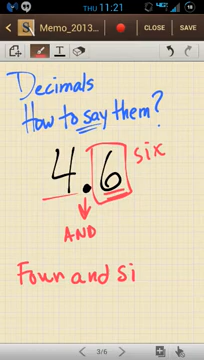 11:21
S Memo_2013 CLOSE SAVE
Decimals
How to say them?
4.6 six
AND
Four and si
3/6